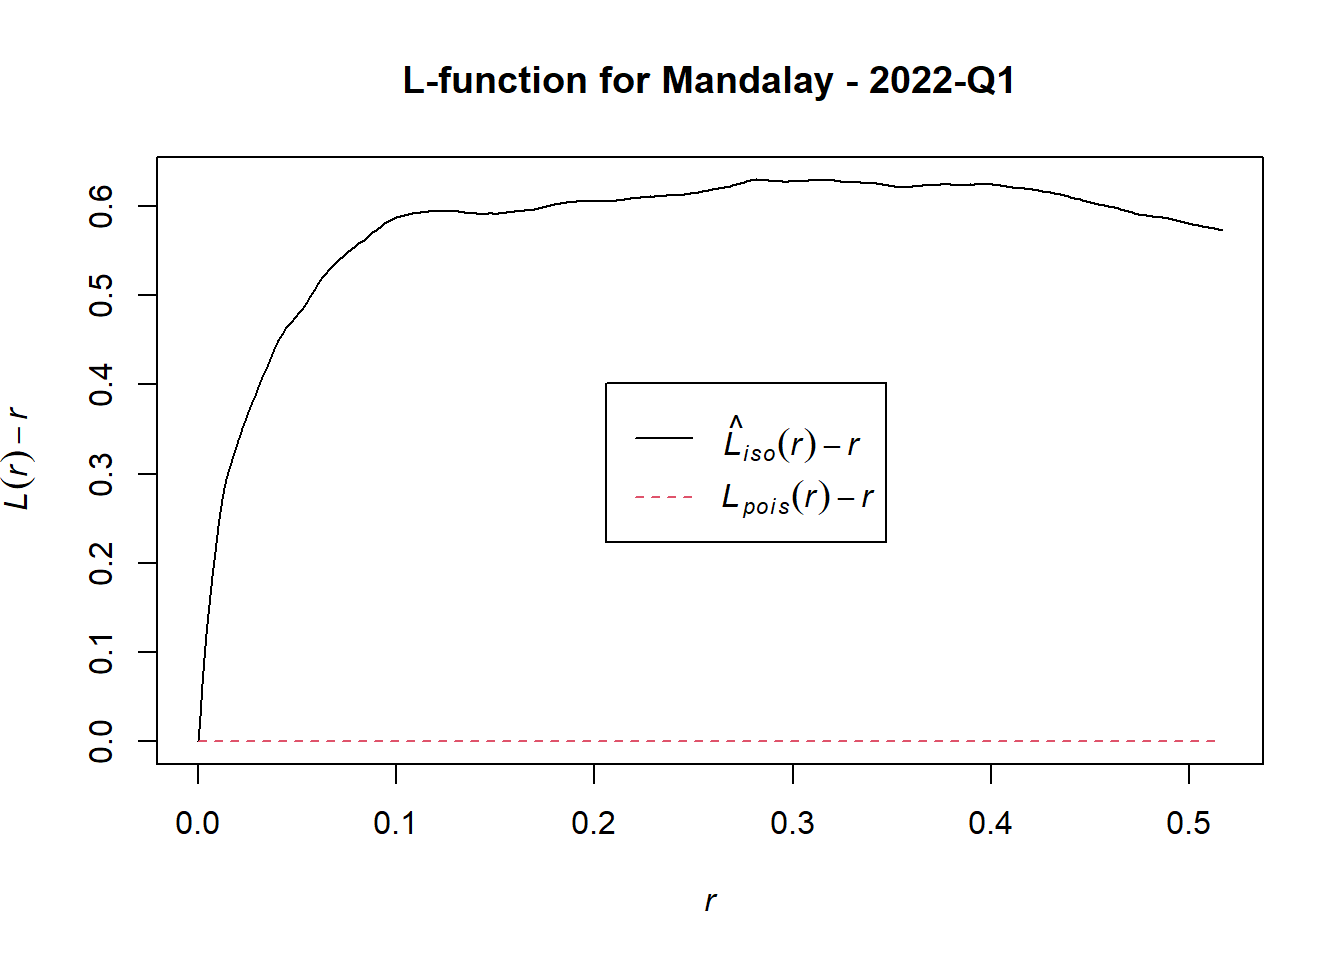 L-function for Mandalay - 2022-Q1
L(r) − r
0.6
0.5
0.4
0.3
0.2
0.1
0.0
L̂iso(r) − r
Lpois(r) − r
0.0 0.1 0.2 0.3 0.4 0.5
r